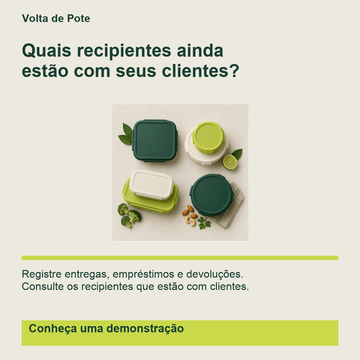 Volta de Pote
Quais recipientes ainda
estão com seus clientes?
Registre entregas, empréstimos e devoluções.
Consulte os recipientes que estão com clientes.
Conheça uma demonstração